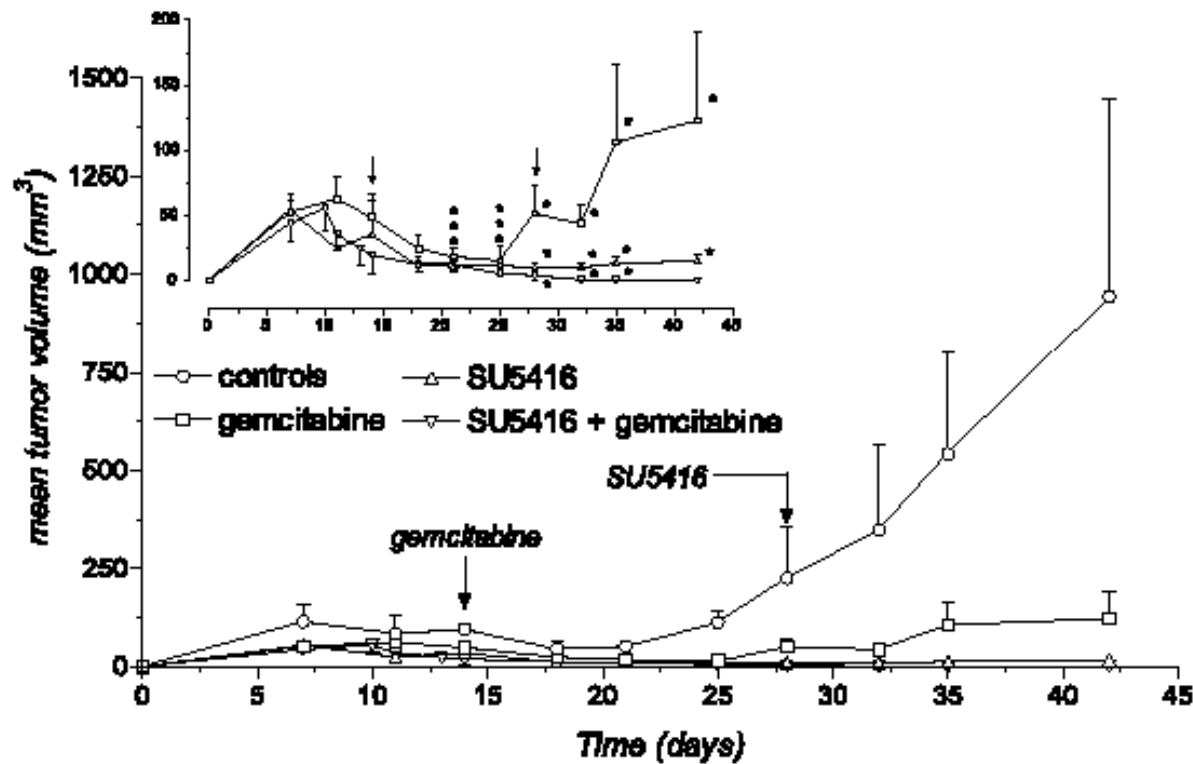 200
150
100
50
0
0 5 10 15 20 25 30 35 40 45
mean tumor volume (mm³)
1500
1250
1000
750
500
250
0
controls SU5416
gemcitabine SU5416 + gemcitabine
SU5416
gemcitabine
0 5 10 15 20 25 30 35 40 45
Time (days)